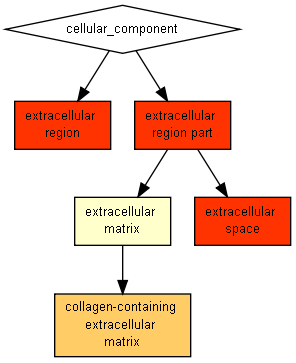 cellular_component
extracellular
region
extracellular
region part
extracellular
matrix
extracellular
space
collagen-containing
extracellular
matrix